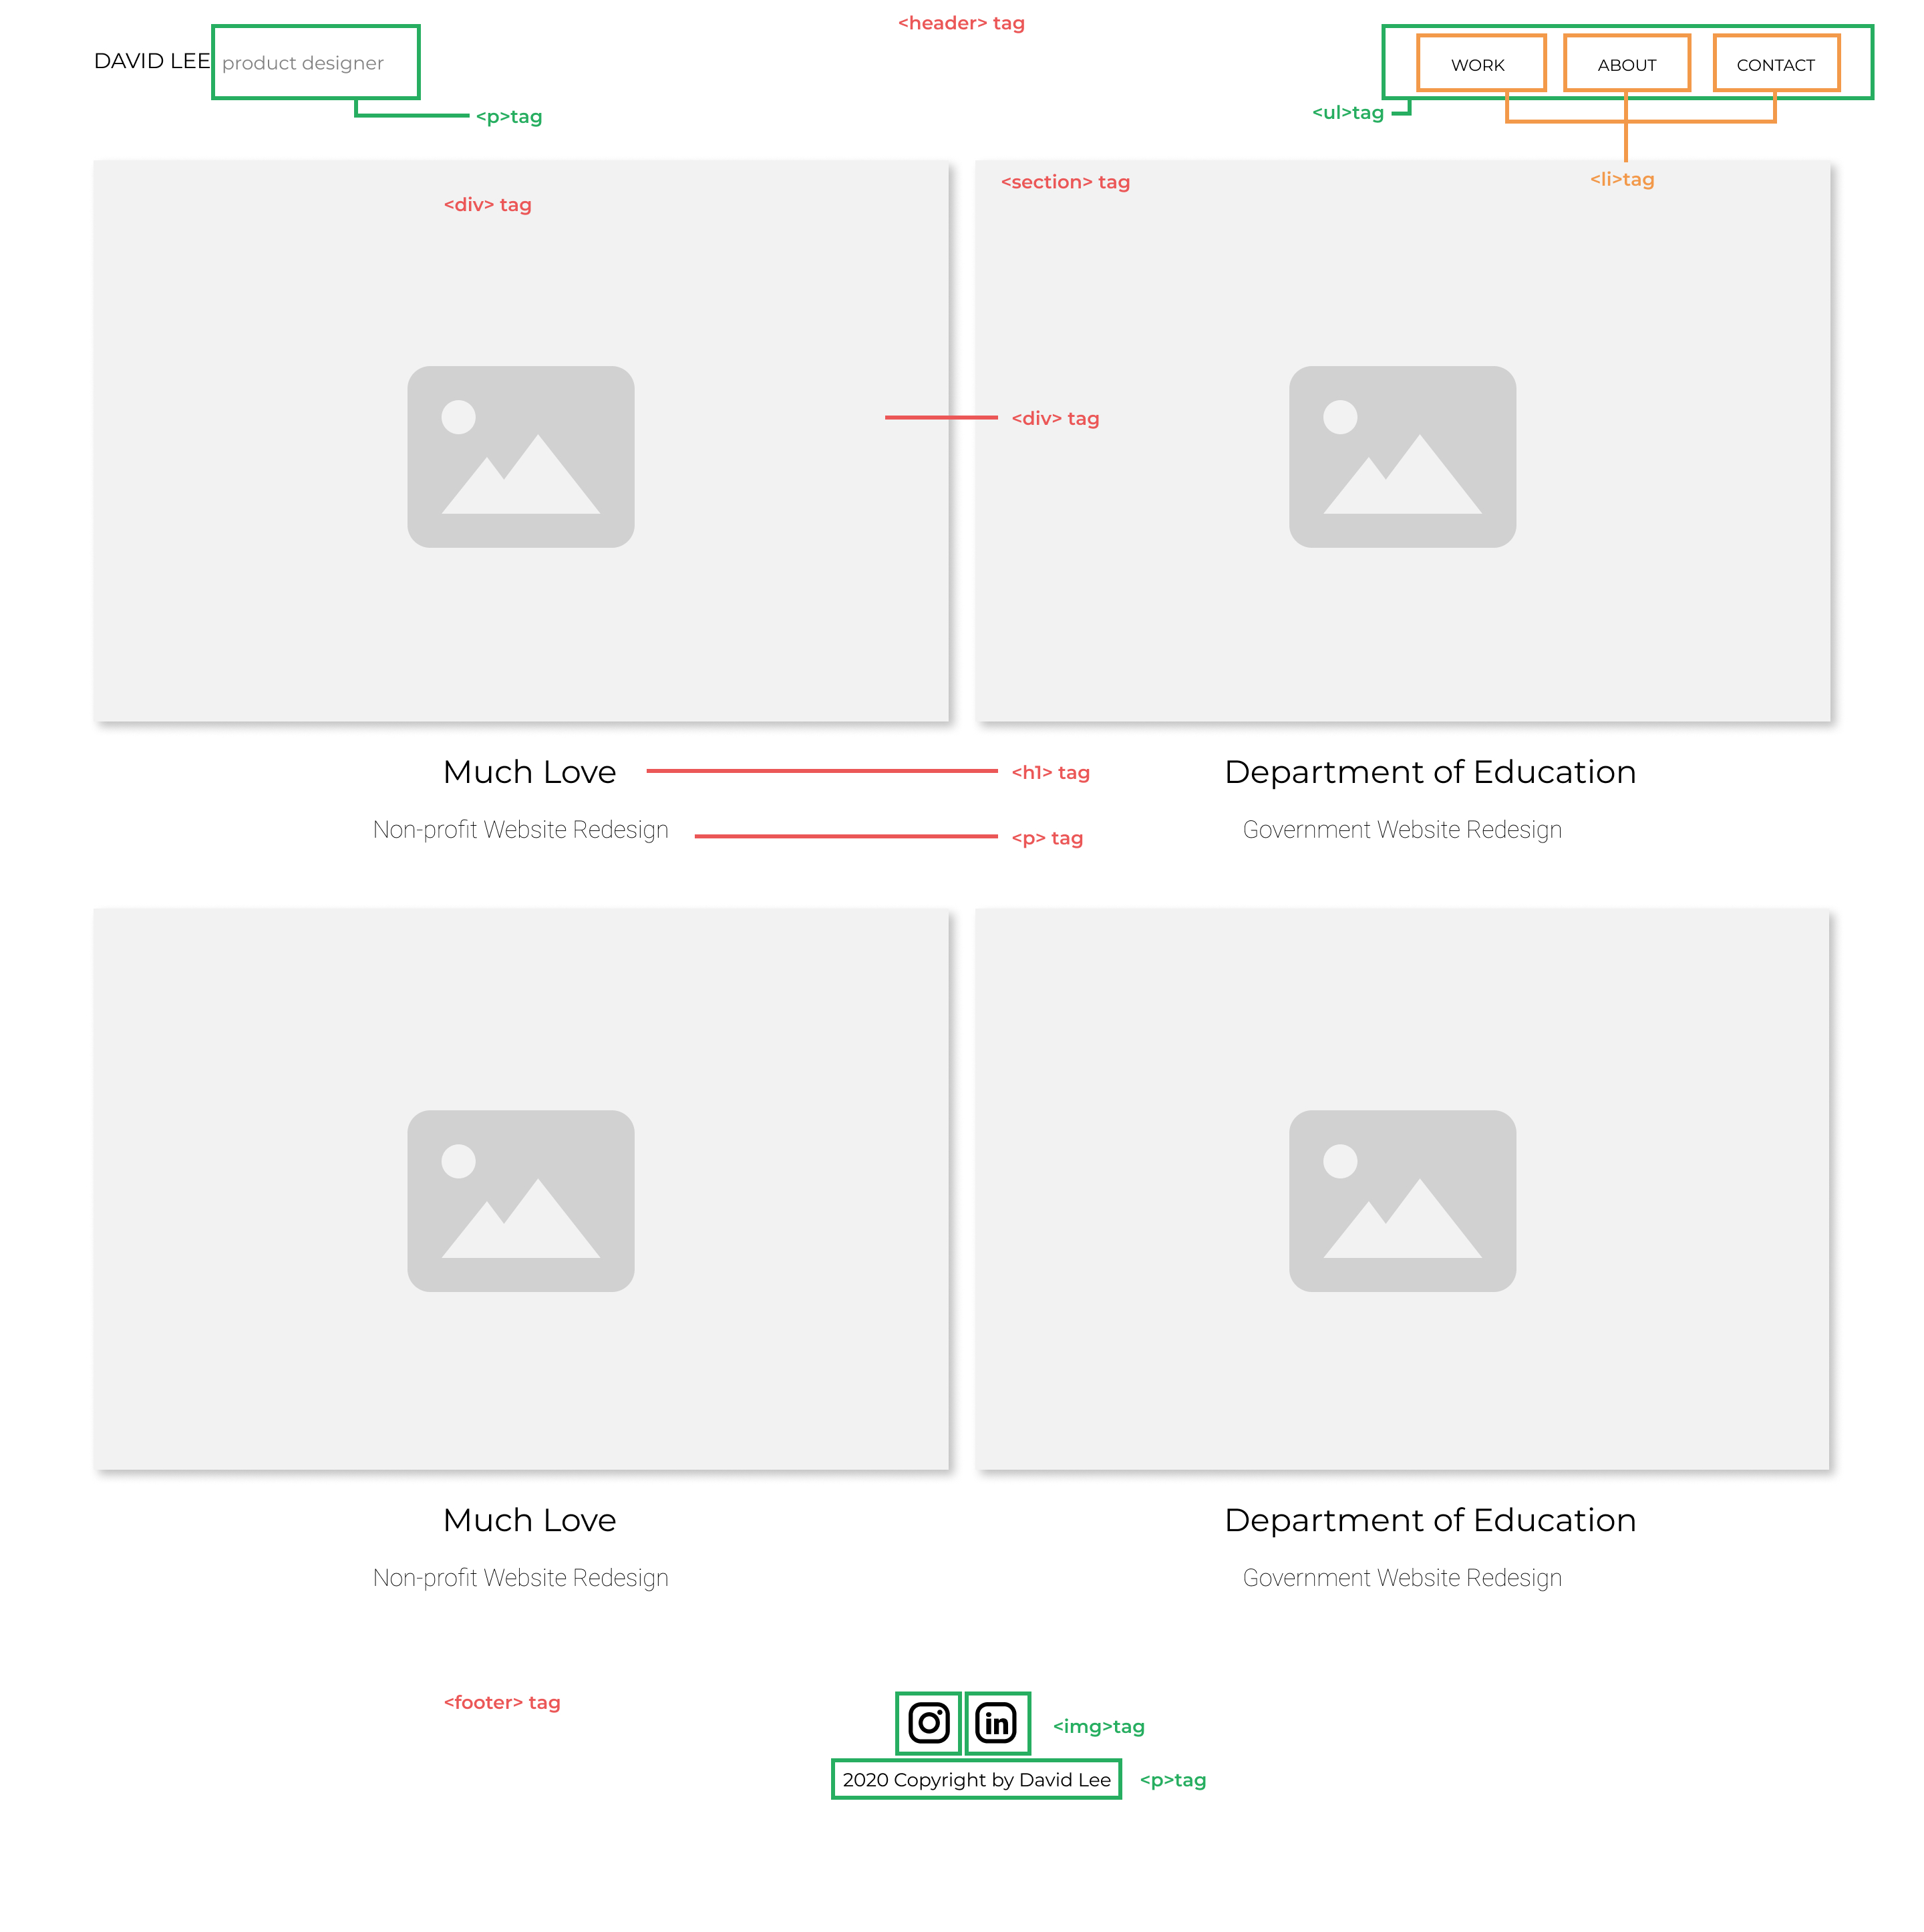 <header> tag
DAVID LEE product designer
WORK ABOUT CONTACT
<p>tag
<ul>tag
<li>tag
<div> tag
<section> tag
<div> tag
Much Love
<h1> tag
Department of Education
Non-profit Website Redesign
<p> tag
Government Website Redesign
Much Love
Department of Education
Non-profit Website Redesign
Government Website Redesign
<footer> tag
in
<img>tag
2020 Copyright by David Lee
<p>tag